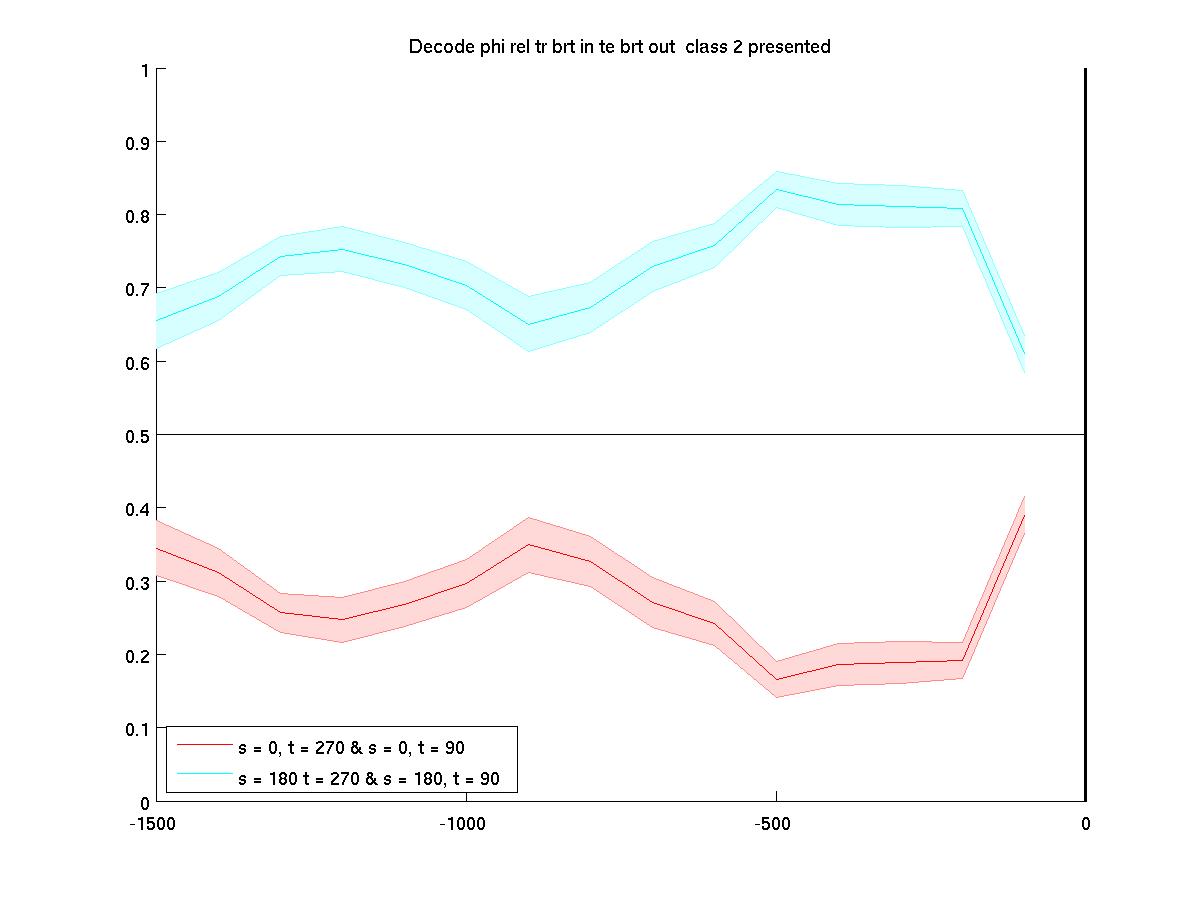 Decode phi rel tr brt in te brt out  class 2 presented
1
0.9
0.8
0.7
0.6
0.5
0.4
0.3
0.2
0.1
0
s = 0, t = 270 & s = 0, t = 90
s = 180 t = 270 & s = 180, t = 90
-1500 -1000 -500 0